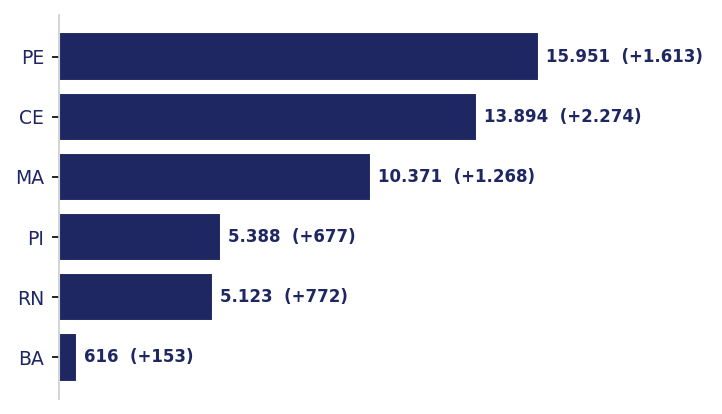 PE 15.951 (+1.613)
CE 13.894 (+2.274)
MA 10.371 (+1.268)
PI 5.388 (+677)
RN 5.123 (+772)
BA 616 (+153)